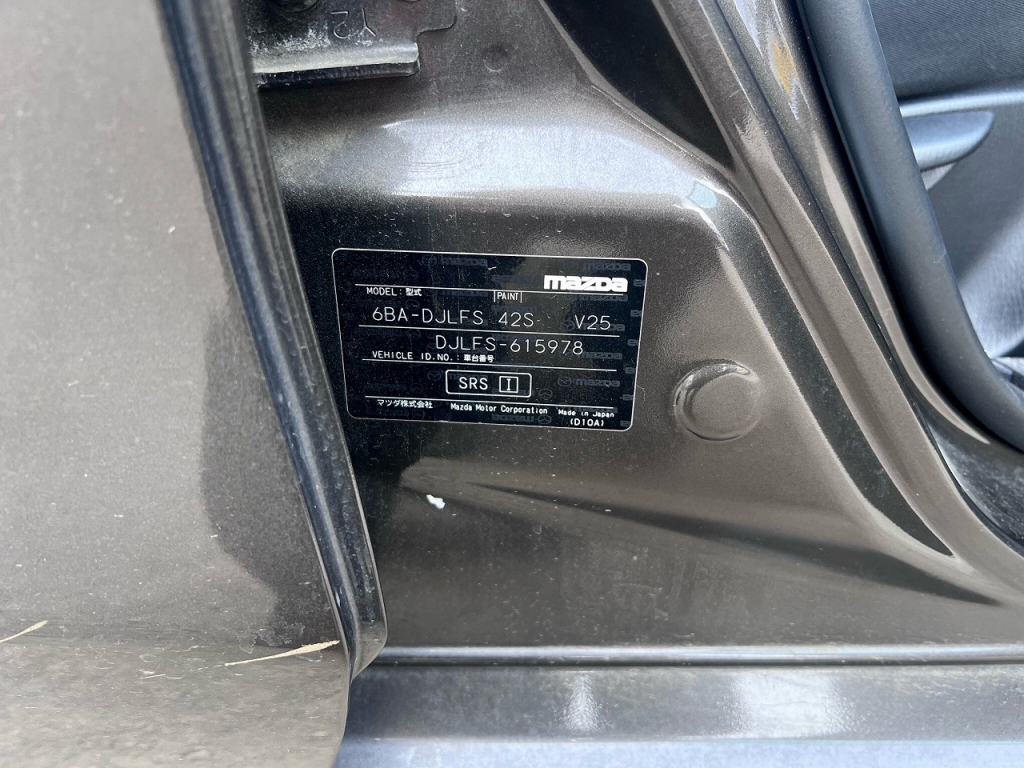 Y2
mazda
MODEL:型式 PAINT
6BA-DJLFS 42S V25
DJLFS-615978
VEHICLE ID.NO.:車台番号
SRS I
マツダ株式会社 Mazda Motor Corporation Made in Japan
(D10A)